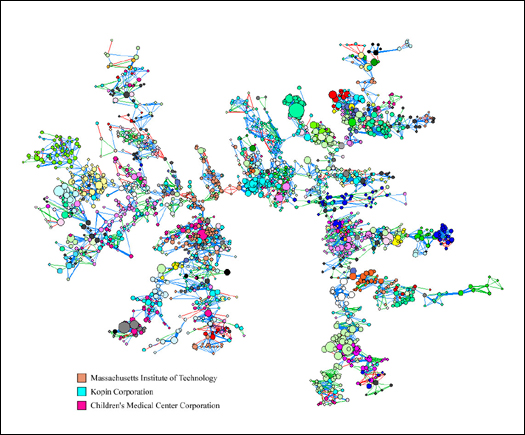 Massachusetts Institute of Technology
Kopin Corporation
Children's Medical Center Corporation